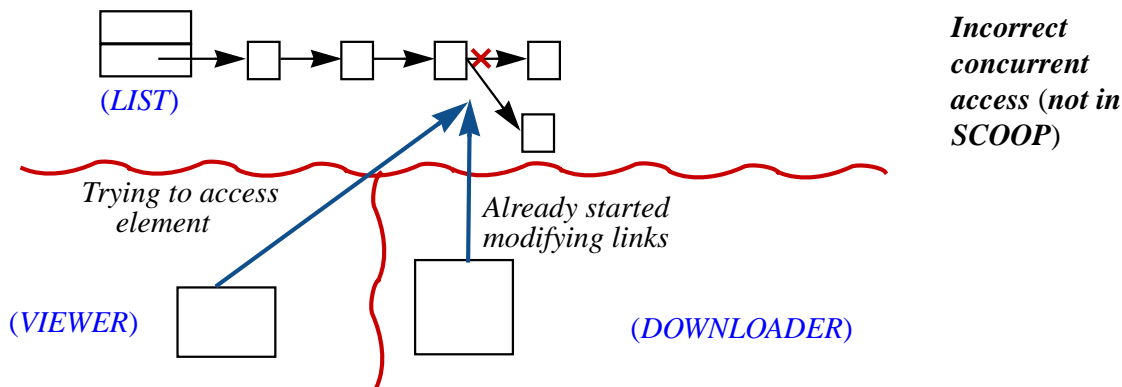 (LIST)
Incorrect
concurrent
access (not in
SCOOP)
Trying to access
element
Already started
modifying links
(VIEWER)
(DOWNLOADER)